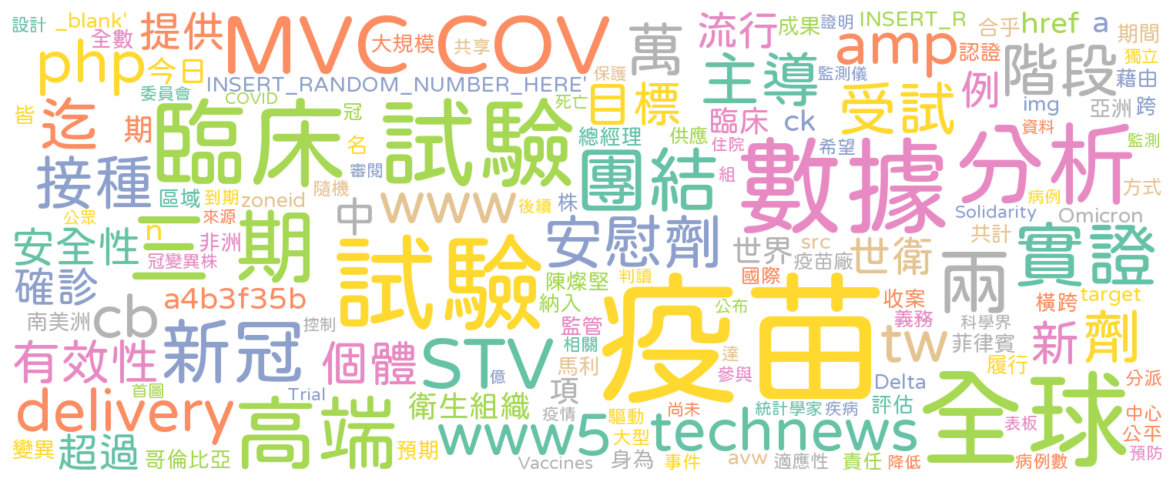 設計
_blank'
全數
php
今日
提供
MVC
COV
大規模
共享
萬
流行
成果
證明
INSERT_R
合乎
href
a
期間
amp
認證
階段
獨立
INSERT_RANDOM_NUMBER_HERE'
保護
主導
監測儀
例
藉由
委員會
COVID
冠
死亡
目標
受試
img
亞洲
跨
皆
迄
期
臨床
試驗
名
總經理
供應
臨床
ck
住院
希望
資料
監測
接種
審閱
團結
組
數據
分析
區域
到期
隨機
www
後續
株
病例
方式
公眾
來源
zoneid
中
安慰劑
Solidarity
Omicron
安全性
n
三期
非洲
冠變異株
試驗
世界
src
世衛
共計
實證
確診
陳燦堅
判讀
國際
疫苗廠
兩
納入
疫苗
a4b3f35b
公布
收案
橫跨
target
南美洲
cb
控制
監管
義務
科學界
新
劑
有效性
新冠
個體
STV
相關
達
tw
菲律賓
履行
馬利
參與
首圖
Trial
億
項
Delta
全球
分派
delivery
高端
衛生組織
疫情
驅動
尚未
統計學家
疾病
評估
表板
中心
變異
超過
哥倫比亞
預期
www5
大型
technews
公平
Vaccines
身為
事件
avw
適應性
責任
降低
病例數
預防